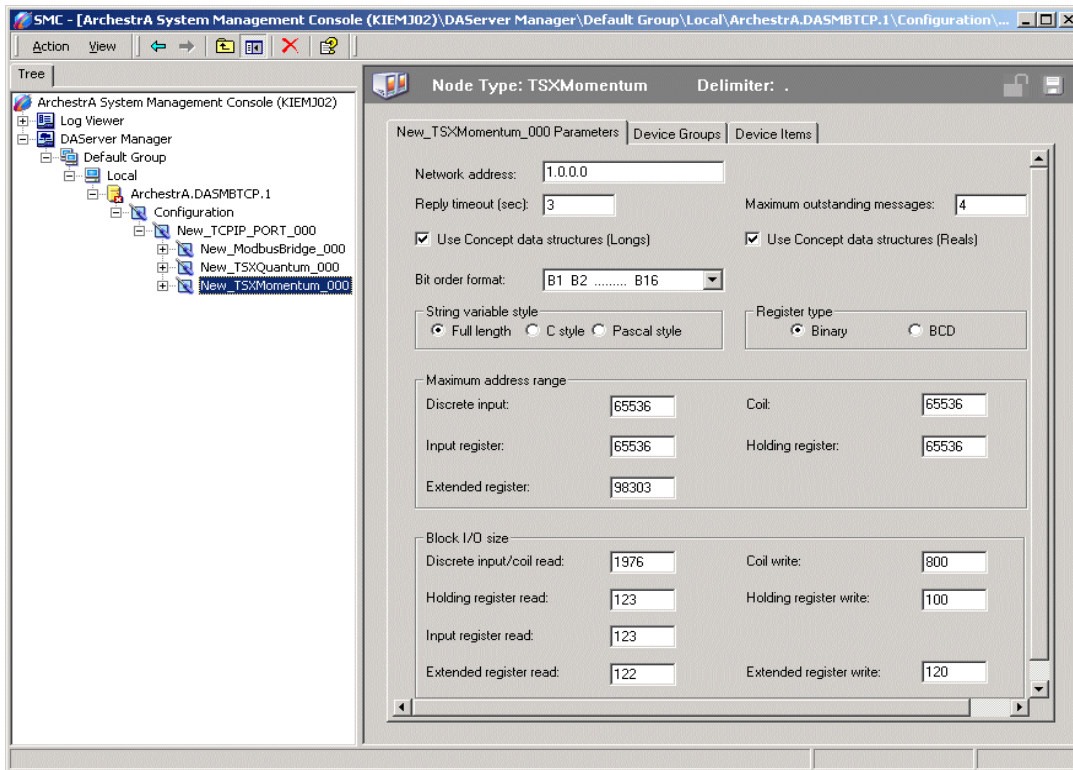 SMC - [ArchestrA System Management Console (KIEMJ02)\DAServer Manager\Default Group\Local\ArchestrA.DASMBTCP.1\Configuration\...
Action View
Tree
ArchestrA System Management Console (KIEMJ02)
Log Viewer
DAServer Manager
Default Group
Local
ArchestrA.DASMBTCP.1
Configuration
New_TCPIP_PORT_000
New_ModbusBridge_000
New_TSXQuantum_000
New_TSXMomentum_000
Node Type: TSXMomentum Delimiter: .
New_TSXMomentum_000 Parameters Device Groups Device Items
Network address: 1.0.0.0
Reply timeout (sec): 3 Maximum outstanding messages: 4
Use Concept data structures (Longs) Use Concept data structures (Reals)
Bit order format: B1 B2 ......... B16
String variable style Register type
Full length C style Pascal style Binary BCD
Maximum address range
Discrete input: 65536 Coil: 65536
Input register: 65536 Holding register: 65536
Extended register: 98303
Block I/O size
Discrete input/coil read: 1976 Coil write: 800
Holding register read: 123 Holding register write: 100
Input register read: 123
Extended register read: 122 Extended register write: 120